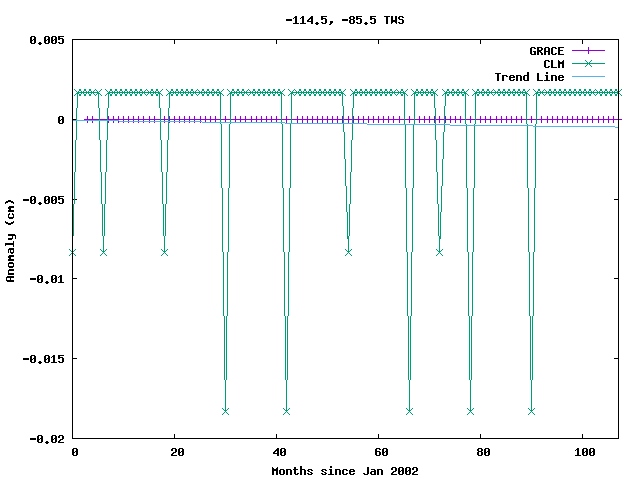 -114.5, -85.5 TWS
0.005
GRACE
CLM
Trend Line
0
-0.005
Anomaly (cm)
-0.01
-0.015
-0.02
0 20 40 60 80 100
Months since Jan 2002